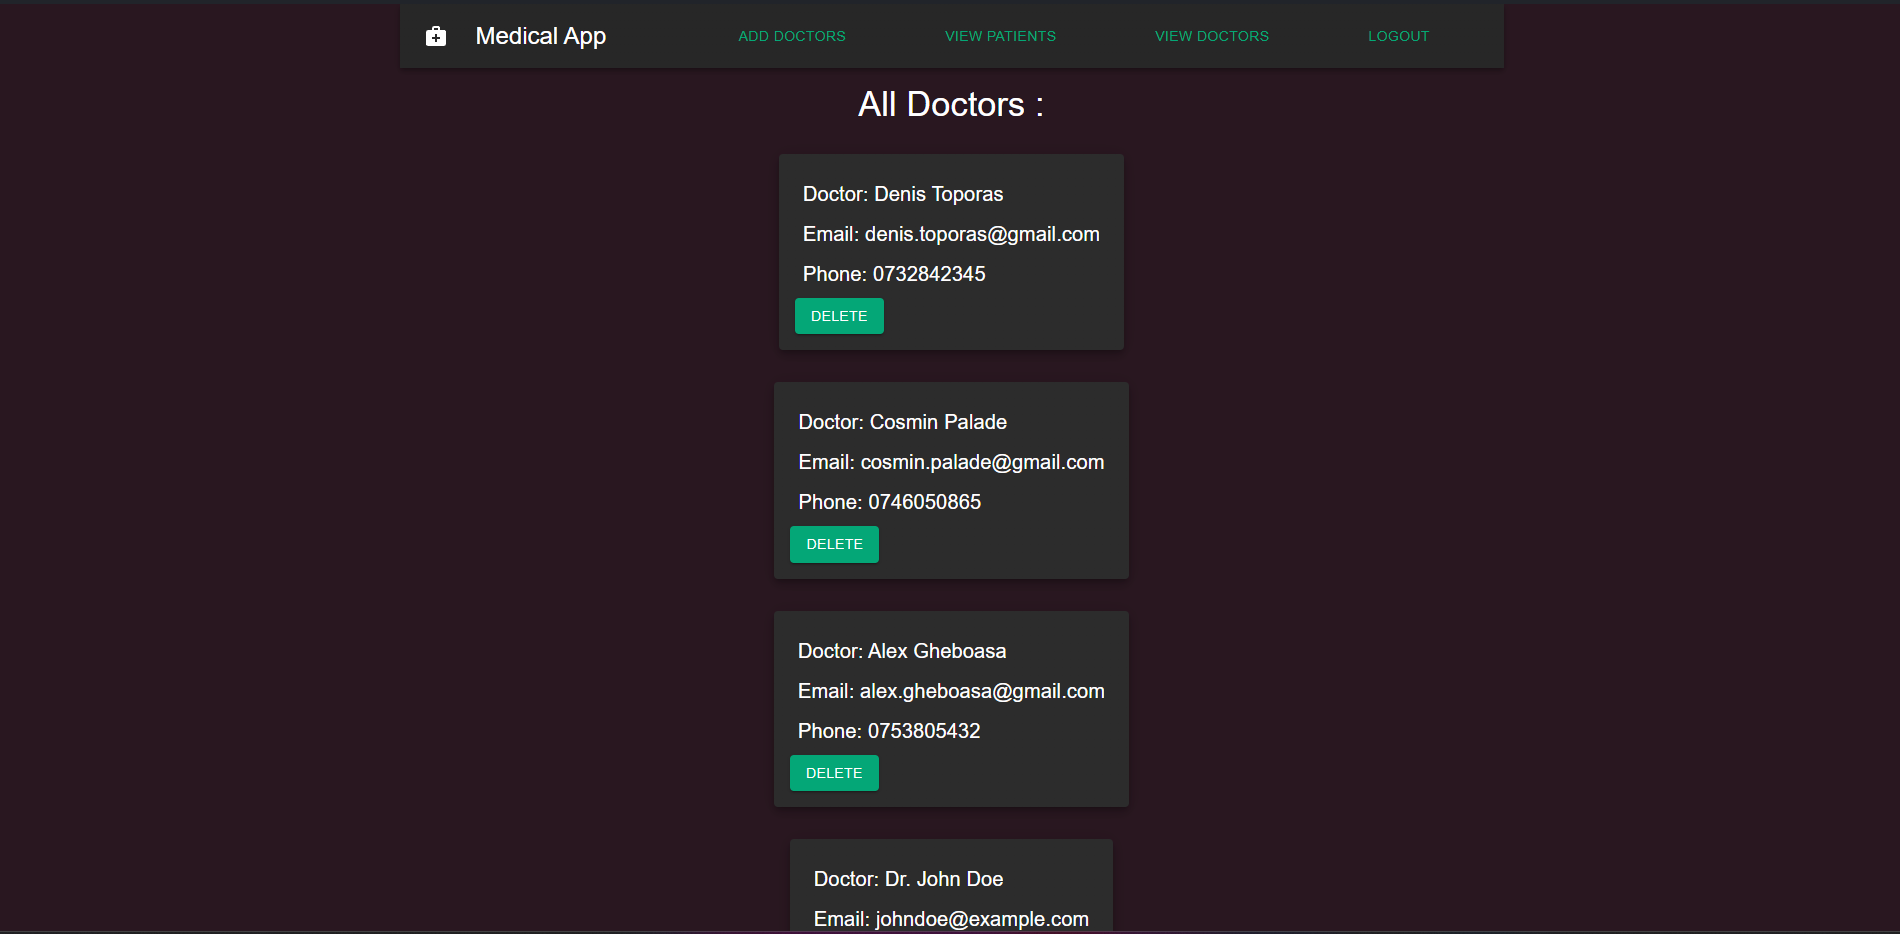 Medical App ADD DOCTORS VIEW PATIENTS VIEW DOCTORS LOGOUT
All Doctors :
Doctor: Denis Toporas
Email: denis.toporas@gmail.com
Phone: 0732842345
DELETE
Doctor: Cosmin Palade
Email: cosmin.palade@gmail.com
Phone: 0746050865
DELETE
Doctor: Alex Gheboasa
Email: alex.gheboasa@gmail.com
Phone: 0753805432
DELETE
Doctor: Dr. John Doe
Email: johndoe@example.com